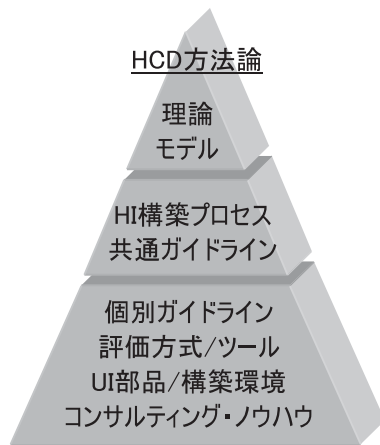 HCD方法論
理論
モデル
HI構築プロセス
共通ガイドライン
個別ガイドライン
評価方式/ツール
UI部品/構築環境
コンサルティング・ノウハウ